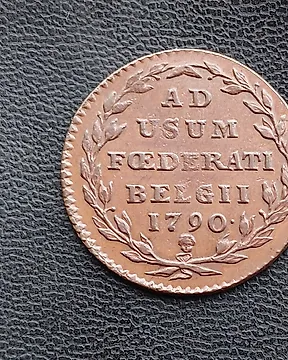 AD
USUM
FŒDERATI
BELGII
1790·